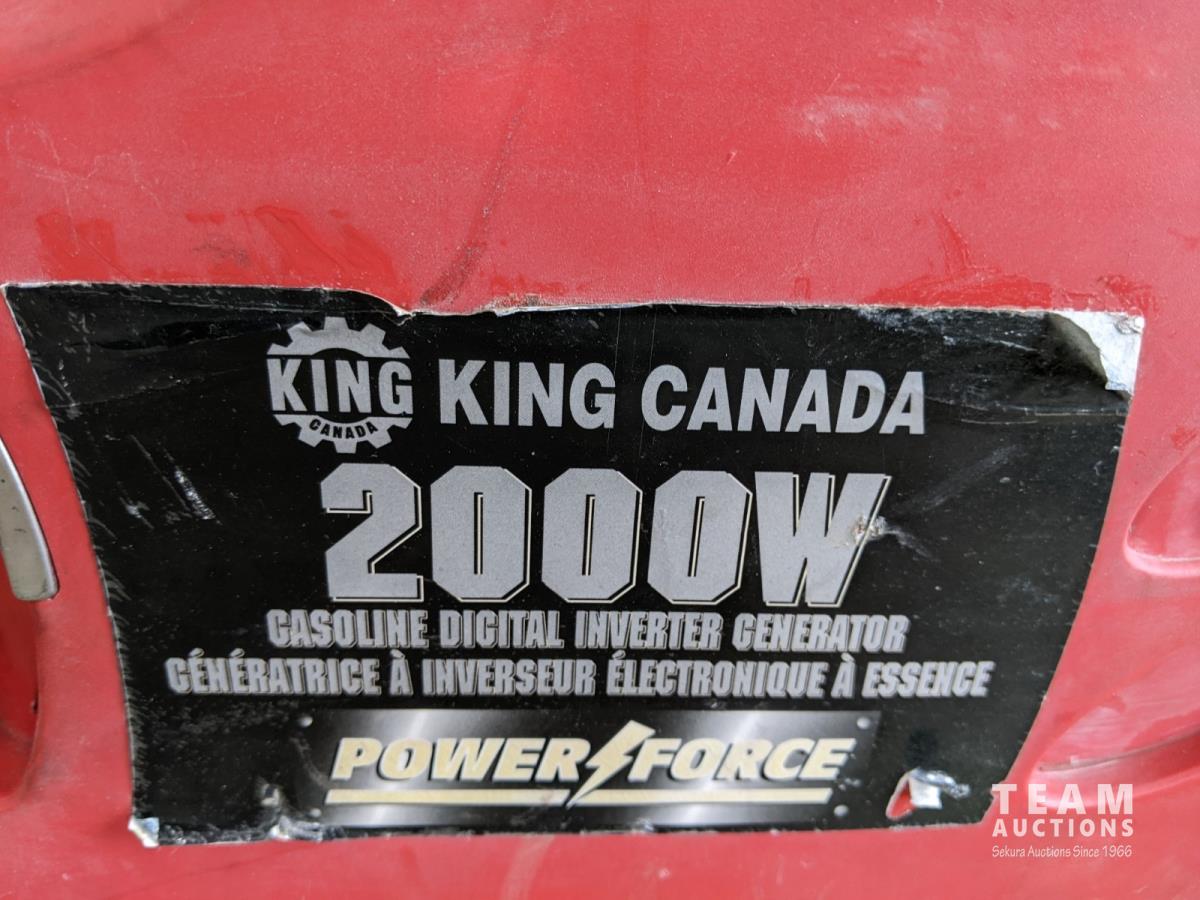 KING
CANADA
KING CANADA
2000W
GASOLINE DIGITAL INVERTER GENERATOR
GÉNÉRATRICE À INVERSEUR ÉLECTRONIQUE À ESSENCE
POWER FORCE
TEAM
AUCTIONS
Sekura Auctions Since 1966